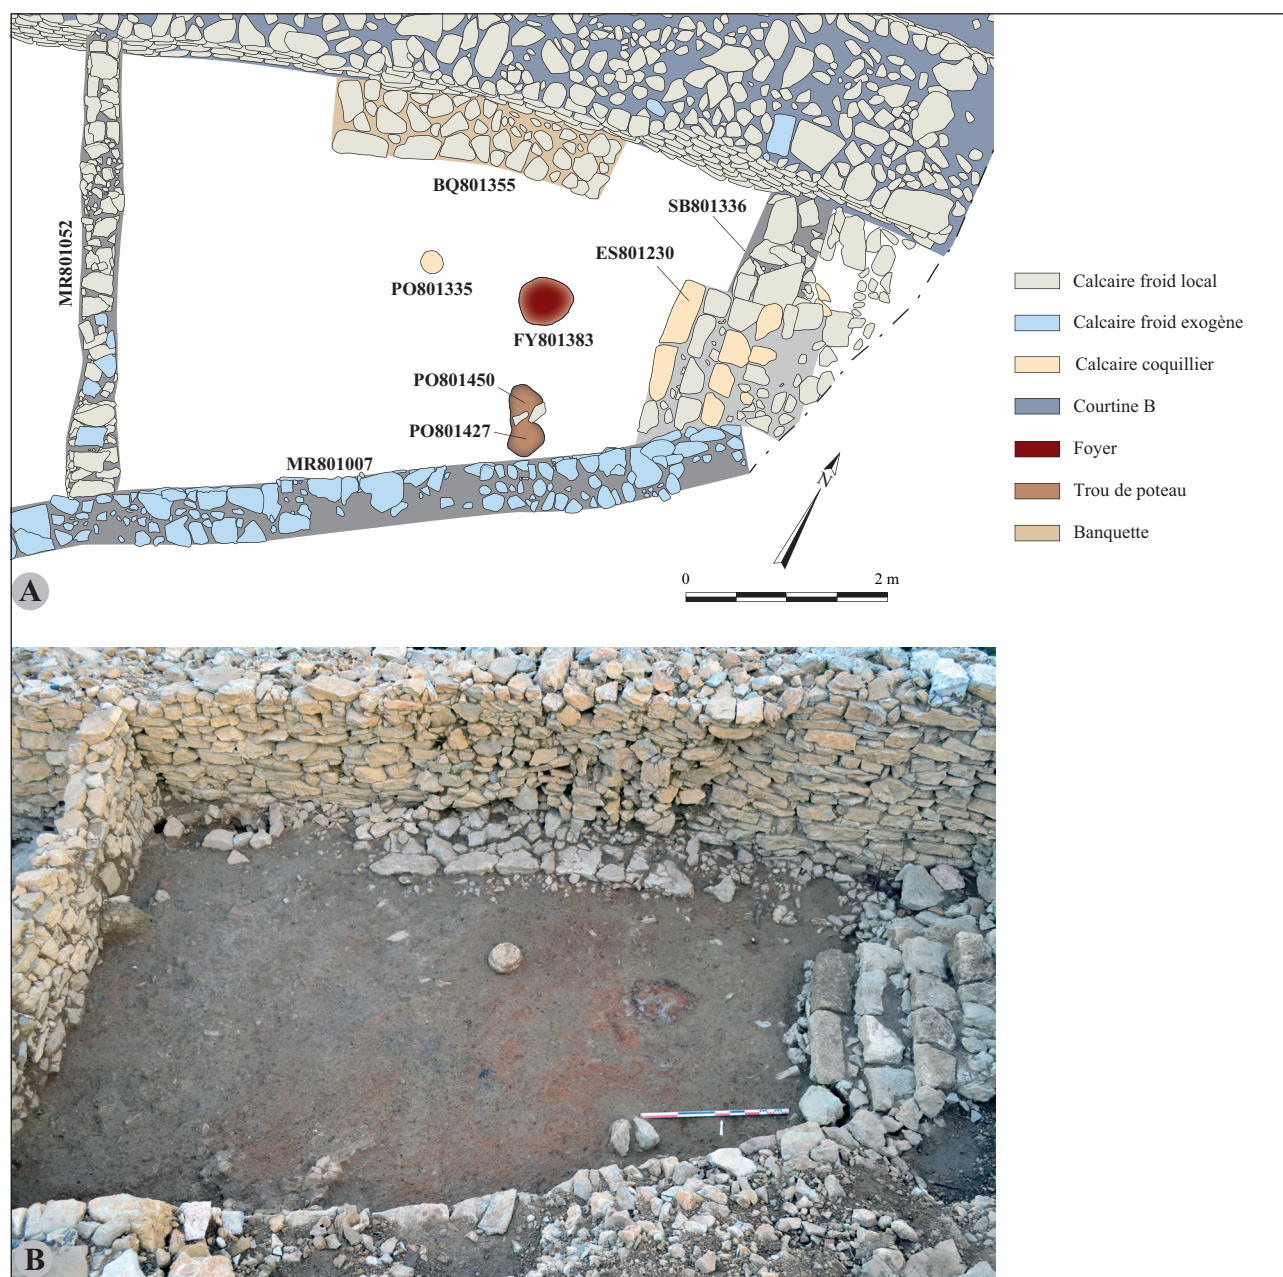 BQ801355
SB801336
MR801052
ES801230
PO801335
FY801383
PO801450
PO801427
MR801007
N
0 2 m
A
Calcaire froid local
Calcaire froid exogène
Calcaire coquillier
Courtine B
Foyer
Trou de poteau
Banquette
B